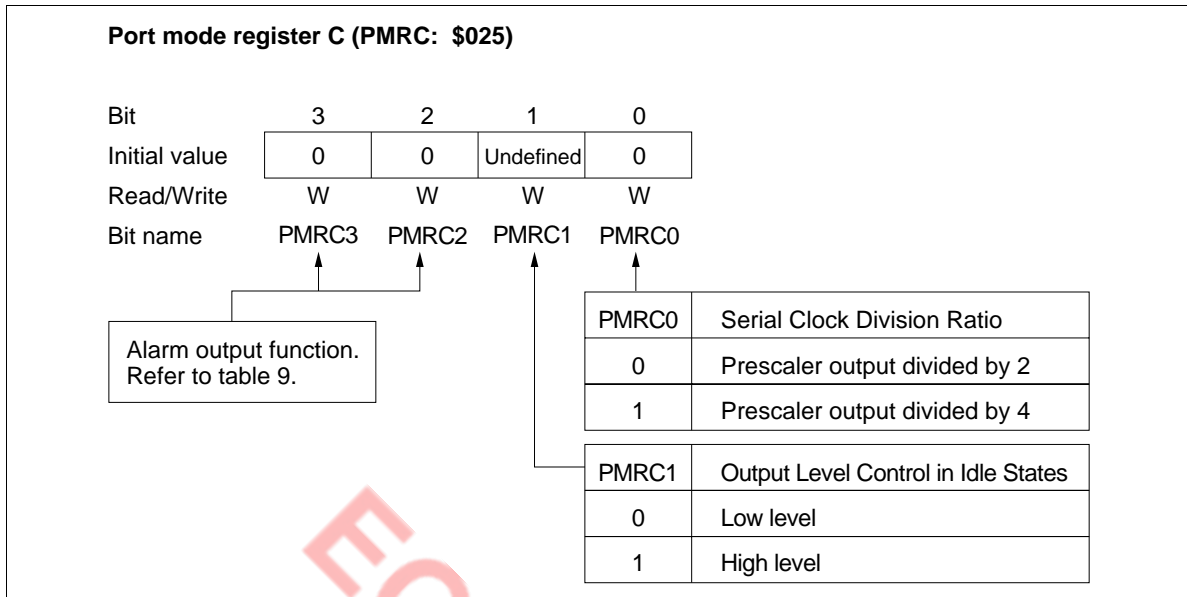 Port mode register C (PMRC: $025)
Bit 3 2 1 0
Initial value 0 0 Undefined 0
Read/Write W W W W
Bit name PMRC3 PMRC2 PMRC1 PMRC0
Alarm output function.
Refer to table 9.
PMRC0 Serial Clock Division Ratio
0 Prescaler output divided by 2
1 Prescaler output divided by 4
PMRC1 Output Level Control in Idle States
0 Low level
1 High level